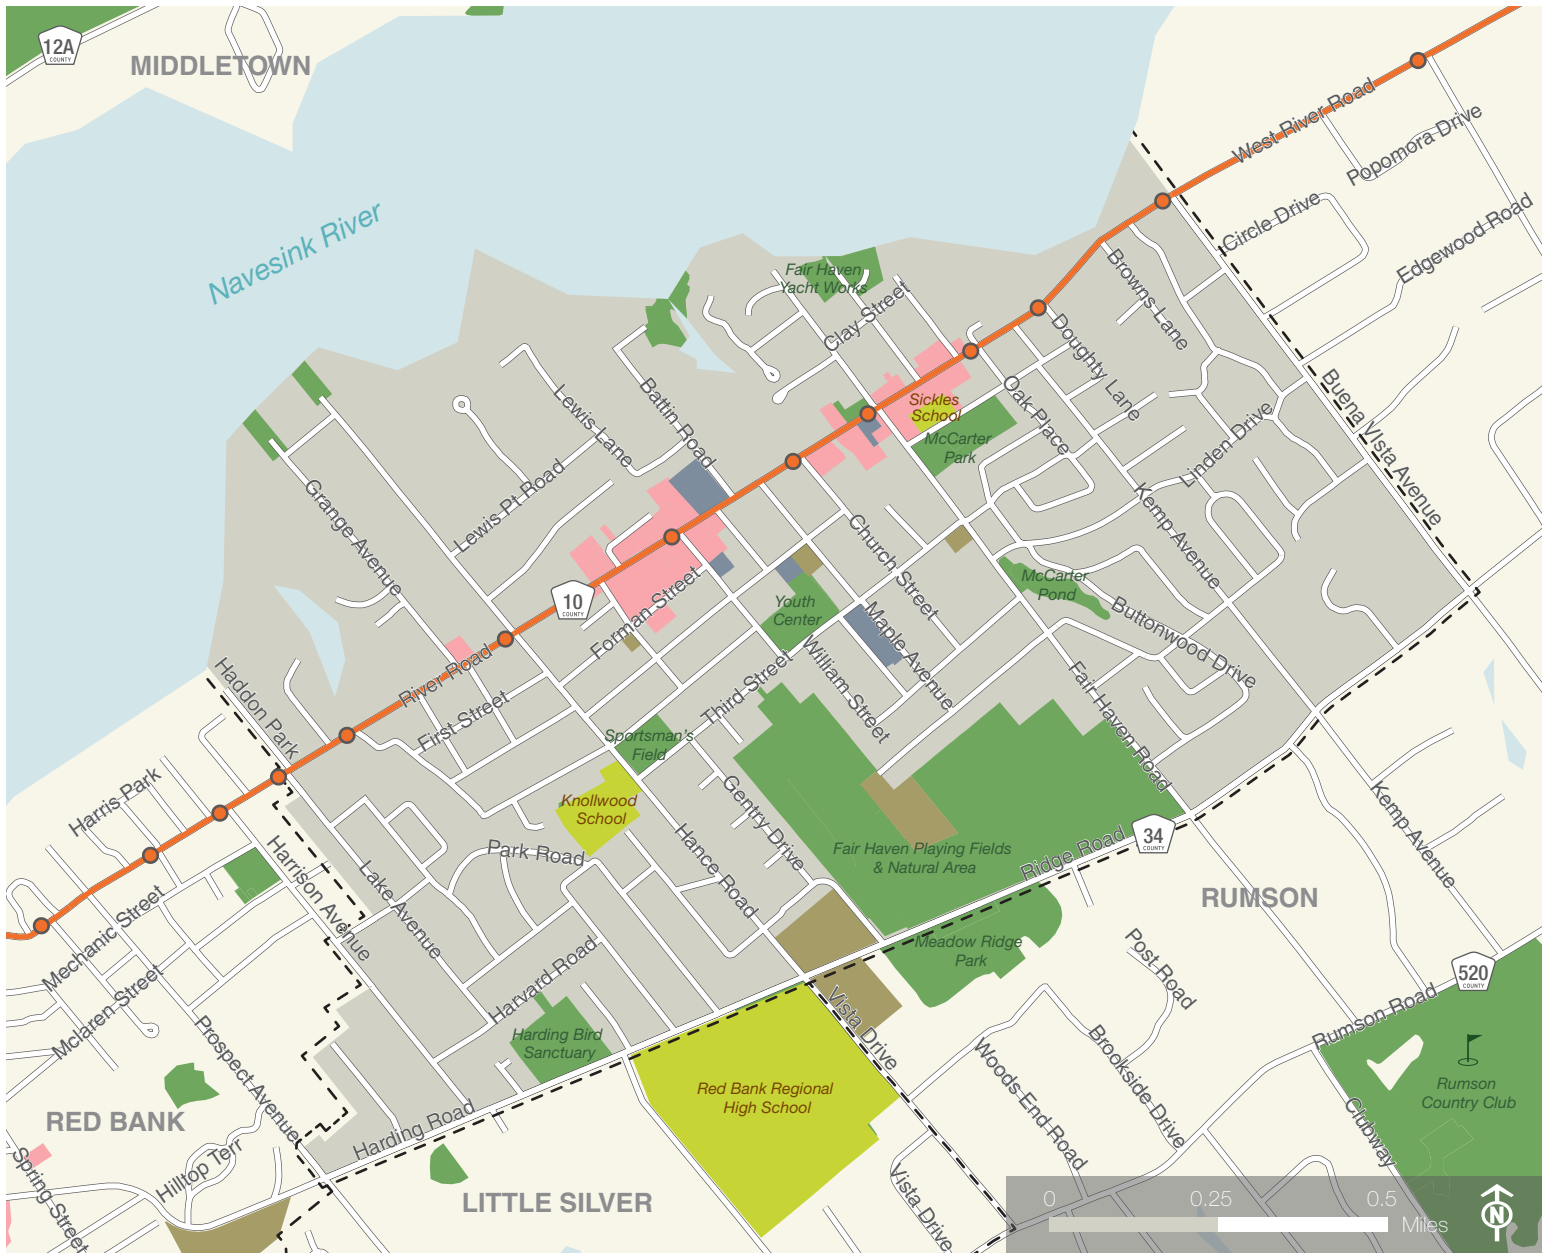 12A
COUNTY
MIDDLETOWN
Navesink River
West River Road
Popomora Drive
Circle Drive
Edgewood Road
Fair Haven
Yacht Works
Clay Street
Browns Lane
Doughty Lane
Oak Place
Sickles
School
McCarter
Park
Linden Drive
Buena VIsta Avenue
Battin Road
Lewis Lane
Lewis Pt Road
Grange Avenue
Kemp Avenue
Church Street
McCarter
Pond
Buttonwood Drive
10
COUNTY
Forman Street
Youth
Center
Maple Avenue
William Street
Third Street
Fair Haven Road
River Road
First Street
Haddon Park
Sportsman's
Field
Knollwood
School
Gentry Drive
Harris Park
Park Road
Hance Road
Fair Haven Playing Fields
& Natural Area
Ridge Road
34
COUNTY
Kemp Avenue
RUMSON
Harrison Avenue
Lake Avenue
Mechanic Street
Mclaren Street
Harvard Road
Meadow Ridge
Park
Post Road
520
COUNTY
Rumson Road
Harding Bird
Sanctuary
Vista Drive
Prospect Avenue
Woods End Road
Brookside Drive
Red Bank Regional
High School
Rumson
Country Club
Clubway
RED BANK
Harding Road
Hilltop Terr
Spring Street
LITTLE SILVER
Vista Drive
0
0.25
0.5
Miles
N